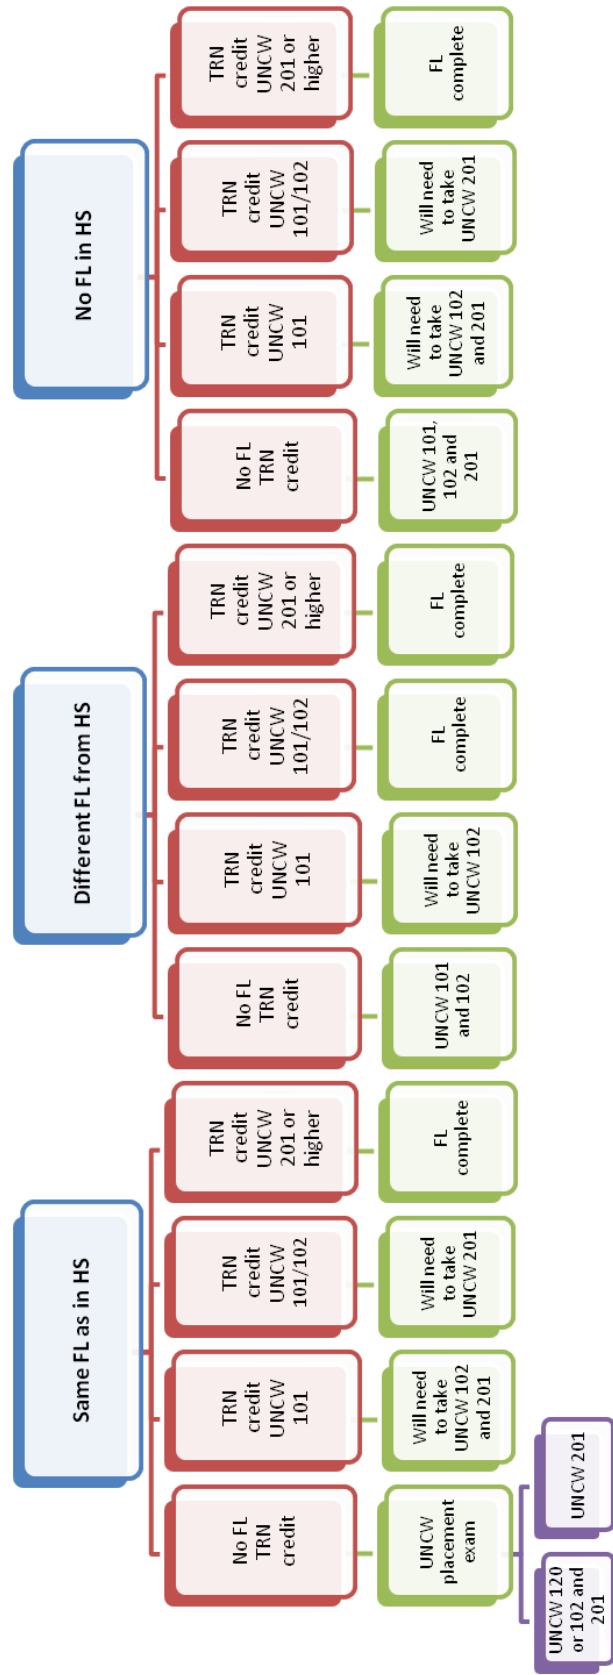 Same FL as in HS
No FL
TRN
credit
UNCW
placement
exam
UNCW 120
or 102 and
201
UNCW 201
TRN
credit
UNCW
101
Will need
to take
UNCW 102
and 201
TRN
credit
UNCW
101/102
Will need
to take
UNCW 201
TRN
credit
UNCW
201 or
higher
FL
complete
Different FL from HS
No FL
TRN
credit
UNCW 101
and 102
TRN
credit
UNCW
101
Will need
to take
UNCW 102
TRN
credit
UNCW
101/102
FL
complete
TRN
credit
UNCW
201 or
higher
FL
complete
No FL in HS
No FL
TRN
credit
UNCW 101,
102 and
201
TRN
credit
UNCW
101
Will need
to take
UNCW 102
and 201
TRN
credit
UNCW
101/102
Will need
to take
UNCW 201
TRN
credit
UNCW
201 or
higher
FL
complete